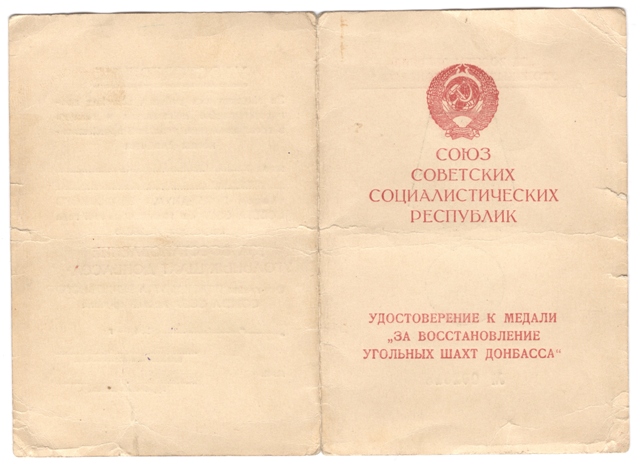 СОЮЗ
СОВЕТСКИХ
СОЦИАЛИСТИЧЕСКИХ
РЕСПУБЛИК
УДОСТОВЕРЕНИЕ К МЕДАЛИ
„ЗА ВОССТАНОВЛЕНИЕ
УГОЛЬНЫХ ШАХТ ДОНБАССА"